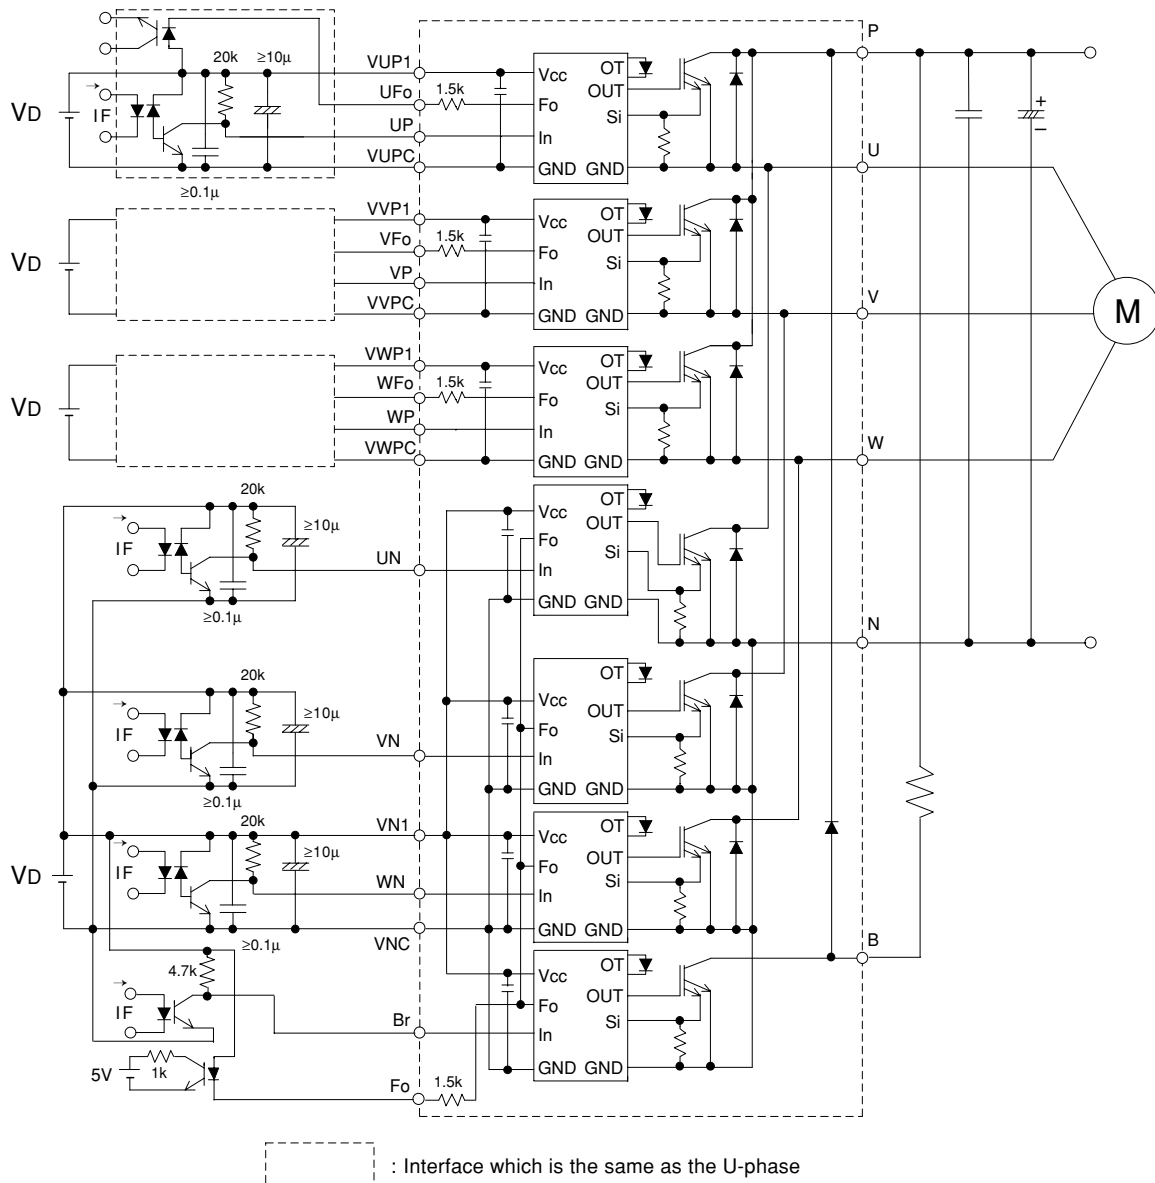 P
20k
≥10µ
VUP1
UFo
1.5k
UP
VUPC
VD
IF
≥0.1µ
Vcc
Fo
In
GND GND
OT
OUT
Si
U
+
–
VVP1
VFo
1.5k
VP
VVPC
VD
Vcc
Fo
In
GND GND
OT
OUT
Si
V
M
VWP1
WFo
1.5k
WP
VWPC
VD
Vcc
Fo
In
GND GND
OT
OUT
Si
W
20k
≥10µ
IF
≥0.1µ
UN
Vcc
Fo
In
GND GND
OT
OUT
Si
N
20k
≥10µ
IF
≥0.1µ
VN
Vcc
Fo
In
GND GND
OT
OUT
Si
20k
≥10µ
VD
IF
≥0.1µ
VN1
WN
VNC
Vcc
Fo
In
GND GND
OT
OUT
Si
B
4.7k
IF
Br
5V
1k
Fo
1.5k
Vcc
Fo
In
GND GND
OT
OUT
Si
: Interface which is the same as the U-phase